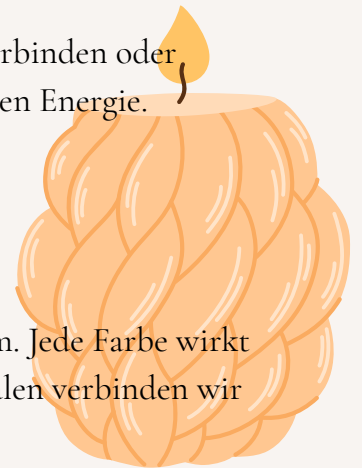 rbinden oder
en Energie.
n. Jede Farbe wirkt
len verbinden wir